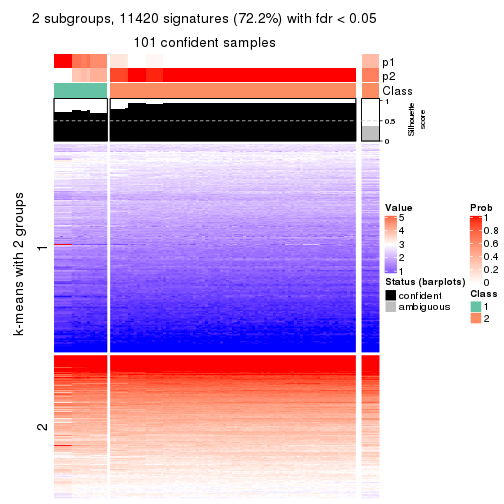 2 subgroups, 11420 signatures (72.2%) with fdr < 0.05
101 confident samples
p1
p2
Class
1
0.5
0
Silhouette
score
k-means with 2 groups
1
2
Value
5
4
3
2
1
Status (barplots)
confident
ambiguous
Prob
1
0.8
0.6
0.4
0.2
0
Class
1
2